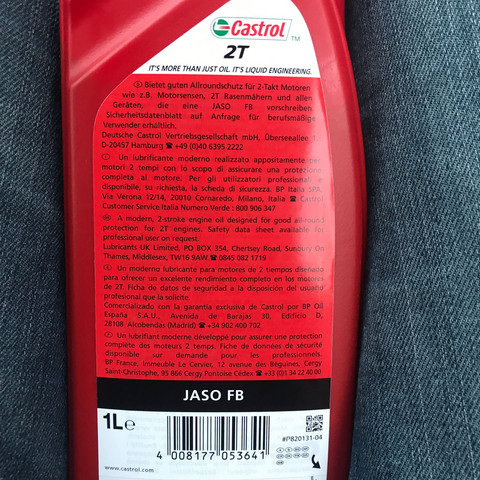 Castrol
TM
2T
IT'S MORE THAN JUST OIL. IT'S LIQUID ENGINEERING.
Bietet guten Allroundschutz für 2-Takt Motoren
wie z.B. Motorsensen, 2T Rasenmähern und allen
Geräten, die eine JASO FB vorschreiben
Sicherheitsdatenblatt auf Anfrage für berufsmäßige
Verwender erhältlich.
Deutsche Castrol Vertriebsgesellschaft mbH, Überseeallee 1,
D-20457 Hamburg ☎ +49 (0)40 6395 2222
Un lubrificante moderno realizzato appositamente per
motori 2 tempi con lo scopo di assicurare una protezione
completa al motore. Per gli utilizzatori professionali è
disponibile, su richiesta, la scheda di sicurezza. BP Italia SPA,
Via Verona 12/14, 20010 Cornaredo, Milano, Italia ☎ Castrol
Customer Service Italia Numero Verde : 800 906 347
A modern, 2-stroke engine oil designed for good all-round
protection for 2T engines. Safety data sheet available for
professional user on request.
Lubricants UK Limited, PO BOX 354, Chertsey Road, Sunbury On
Thames, Middlesex, TW16 9AW ☎ 0845 082 1719
Un moderno lubricante para motores de 2 tiempos diseñado
para ofrecer un excelente rendimiento completo en los motores
de 2T. Ficha de datos de seguridad a la disposición del usuario
profesional que la solicite.
Comercializado con la garantía exclusiva de Castrol por BP Oil
España S.A.U., Avenida de Barajas 30, Edificio D,
28108 Alcobendas (Madrid) ☎ +34 902 400 702
Un lubrifiant moderne développé pour assurer une protection
complète des moteurs 2 temps. Fiche de données de sécurité
disponible sur demande pour les professionnels.
BP France, Immeuble Le Cervier, 12 avenue des Béguines, Cergy
Saint-Christophe, 95 866 Cergy Pontoise Cédex ☎ +33 (0)1 34 22 40 00
JASO FB
1L e
4 008177 053641
#P820131-04
www.castrol.com